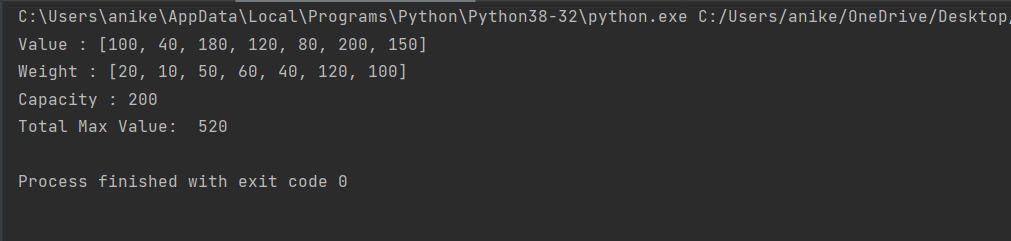 C:\Users\anike\AppData\Local\Programs\Python\Python38-32\python.exe C:/Users/anike/OneDrive/Desktop/
Value : [100, 40, 180, 120, 80, 200, 150]
Weight : [20, 10, 50, 60, 40, 120, 100]
Capacity : 200
Total Max Value:  520
Process finished with exit code 0